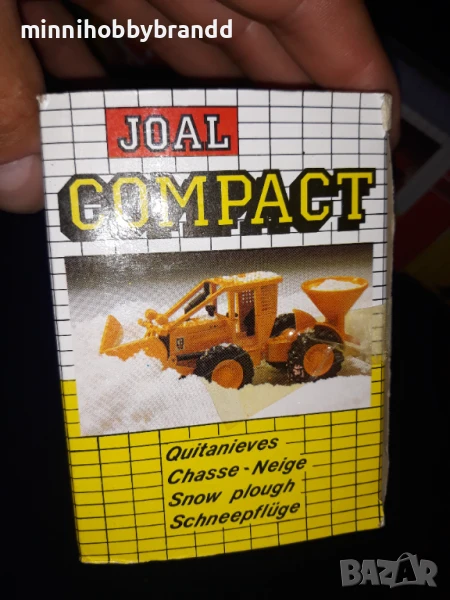 minnihobbybrandd
JOAL
COMPACT
Quitanieves
Chasse-Neige
Snow plough
Schneepflüge
BAZAR